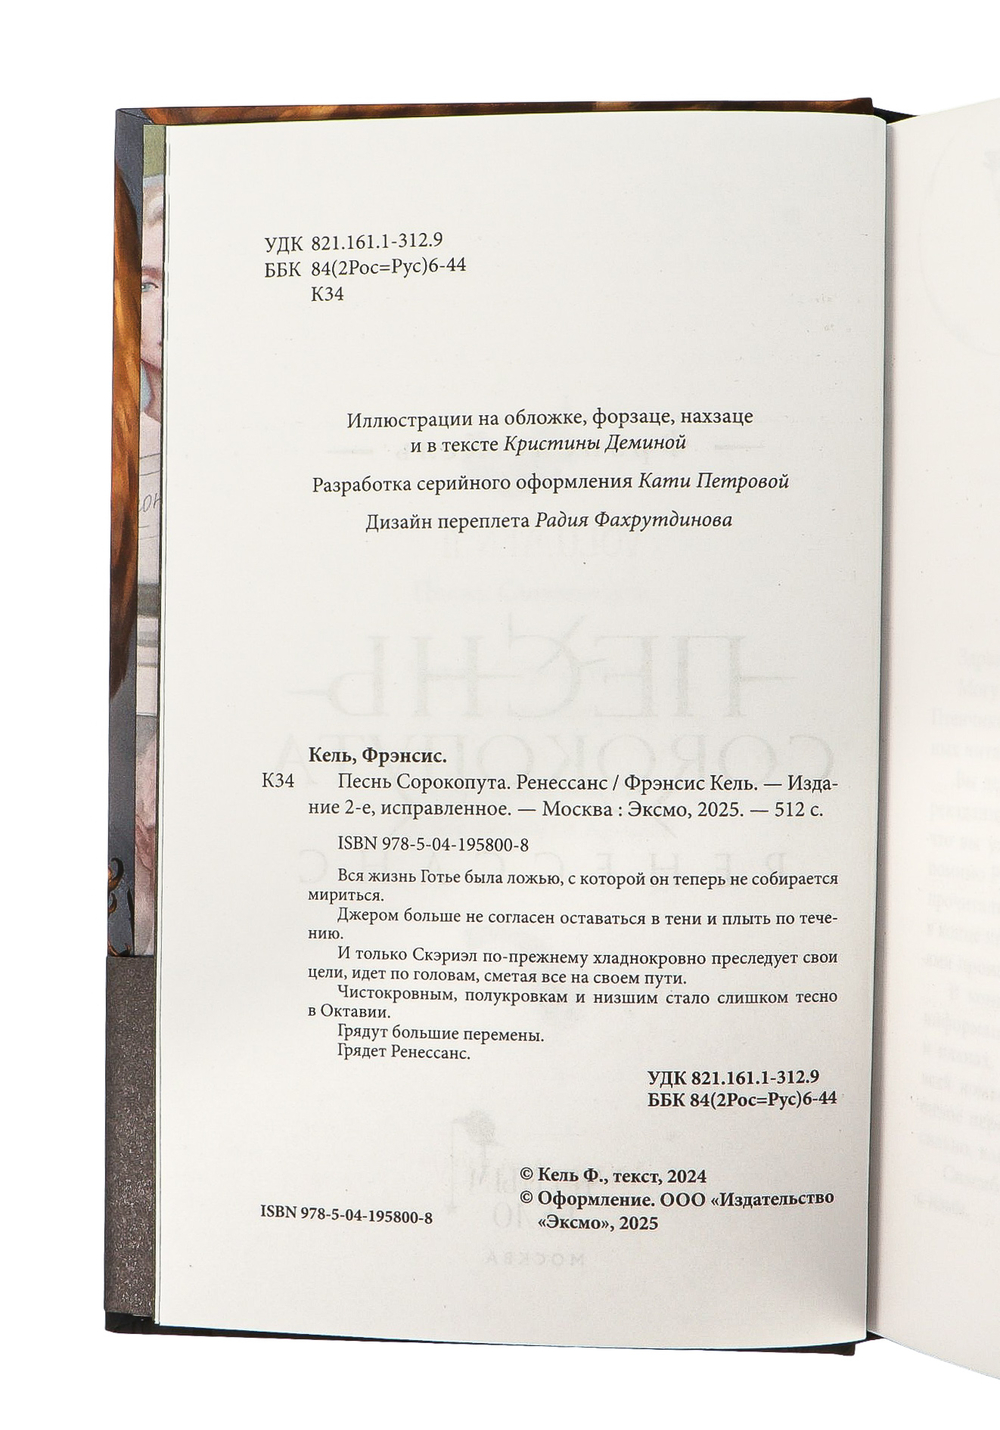 УДК 821.161.1-312.9
ББК 84(2Рос=Рус)6-44
К34
Иллюстрации на обложке, форзаце, нахзаце
и в тексте Кристины Деминой
Разработка серийного оформления Кати Петровой
Дизайн переплета Радия Фахрутдинова
Кель, Фрэнсис.
К34 Песнь Сорокопута. Ренессанс / Фрэнсис Кель. — Изда-
ние 2-е, исправленное. — Москва : Эксмо, 2025. — 512 с.
ISBN 978-5-04-195800-8
Вся жизнь Готье была ложью, с которой он теперь не собирается
мириться.
Джером больше не согласен оставаться в тени и плыть по тече-
нию.
И только Скэриэл по-прежнему хладнокровно преследует свои
цели, идет по головам, сметая все на своем пути.
Чистокровным, полукровкам и низшим стало слишком тесно
в Октавии.
Грядут большие перемены.
Грядет Ренессанс.
УДК 821.161.1-312.9
ББК 84(2Рос=Рус)6-44
© Кель Ф., текст, 2024
© Оформление. ООО «Издательство
«Эксмо», 2025
ISBN 978-5-04-195800-8